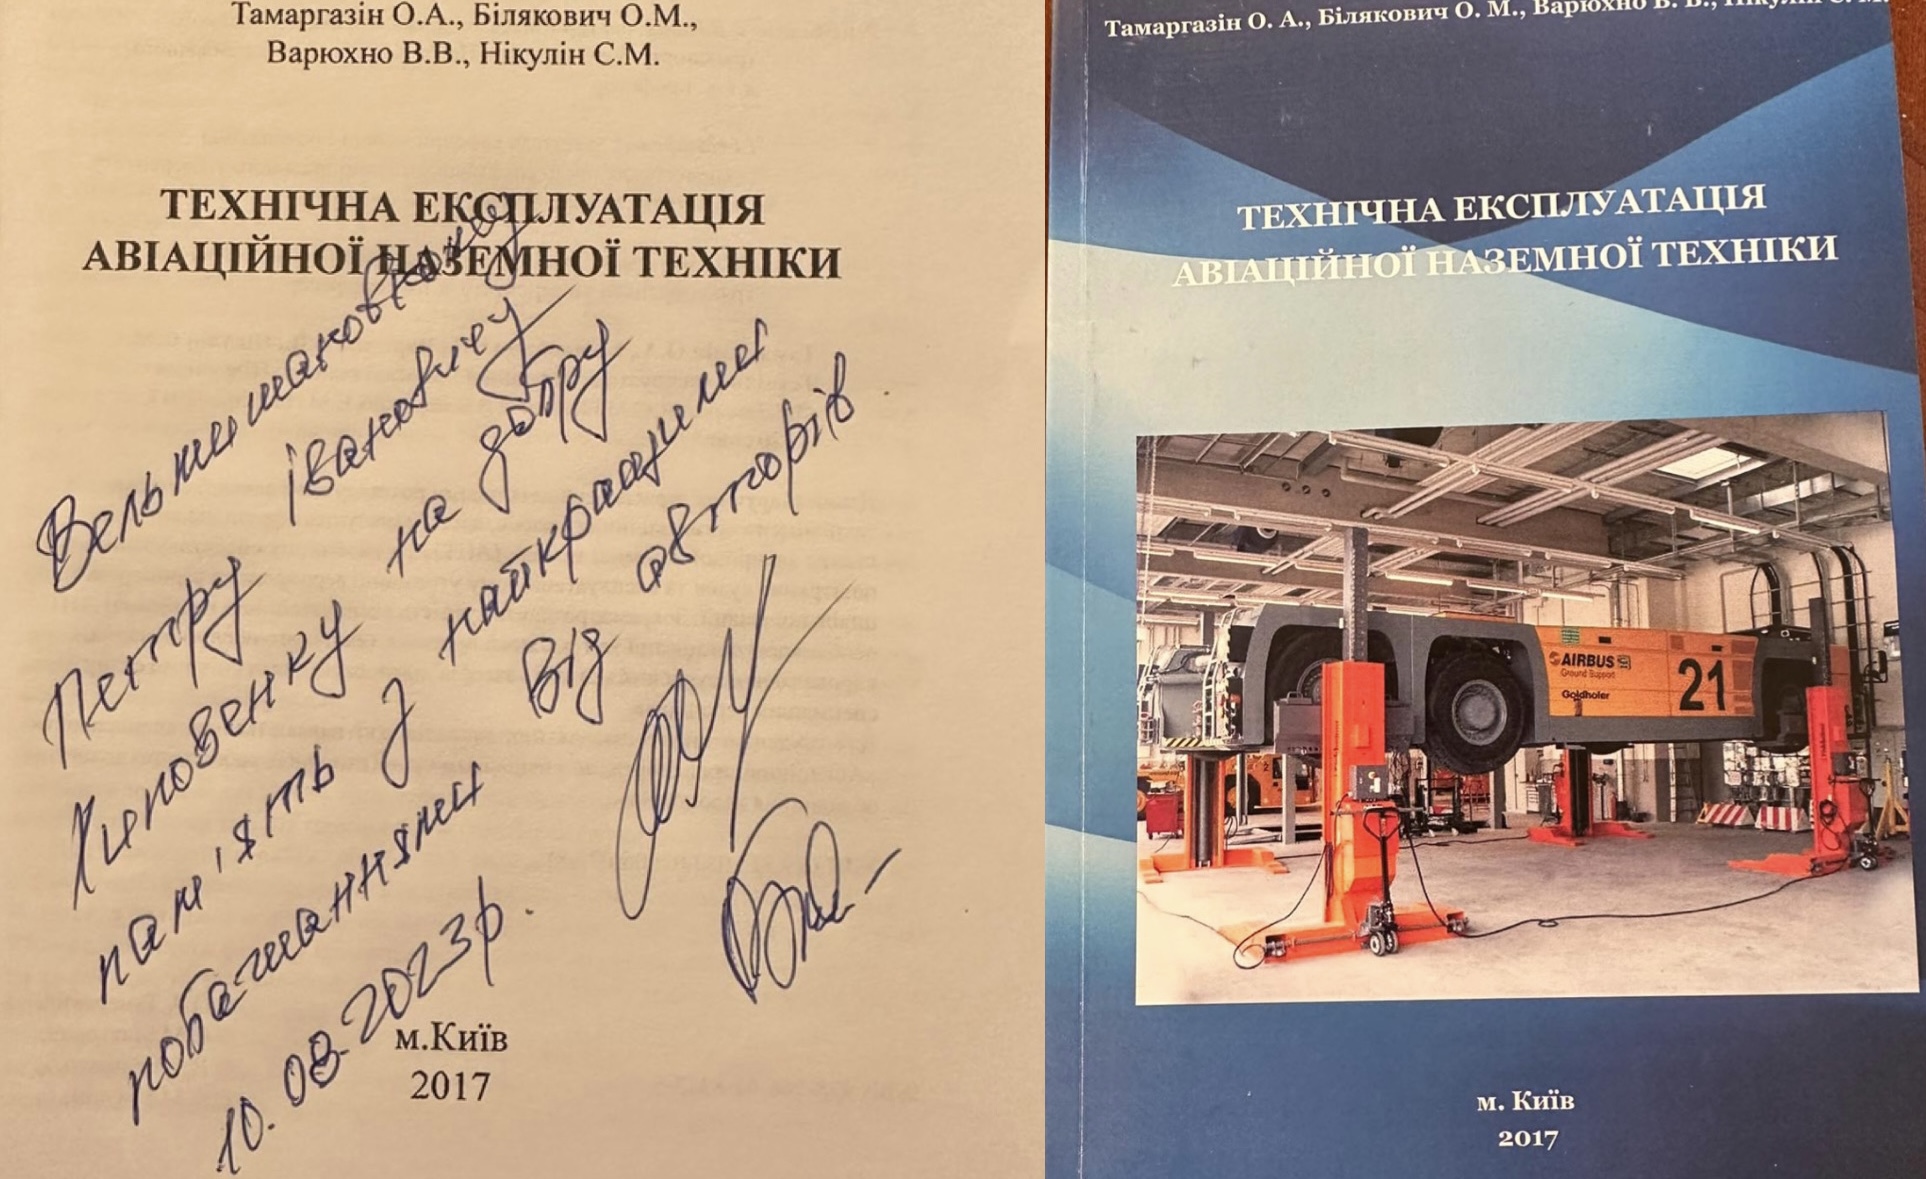 Тамаргазін О.А., Білякович О.М.,
Варюхно В.В., Нікулін С.М.
ТЕХНІЧНА ЕКСПЛУАТАЦІЯ
АВІАЦІЙНОЇ НАЗЕМНОЇ ТЕХНІКИ
Вельмишановному
Петру Івановичу
на добру
пам'ять з найкращими
побажаннями від авторів
10.08.2023р.
м.Київ
2017
Тамаргазін О. А., Білякович О. М., Варюхно В. В., Нікулін С. М.
ТЕХНІЧНА ЕКСПЛУАТАЦІЯ
АВІАЦІЙНОЇ НАЗЕМНОЇ ТЕХНІКИ
AIRBUS
Ground Support
Goldhofer
21
м. Київ
2017